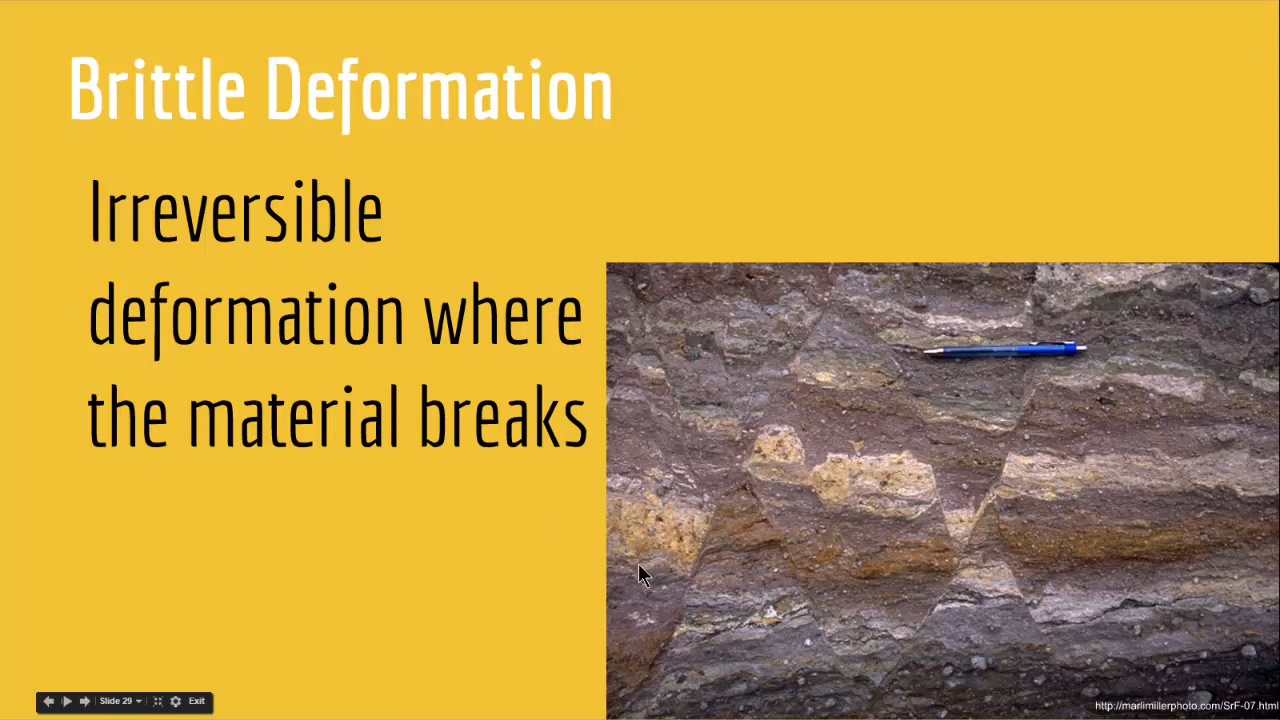 Brittle Deformation
Irreversible
deformation where
the material breaks
Slide 29
Exit
http://marlimillerphoto.com/SrF-07.html